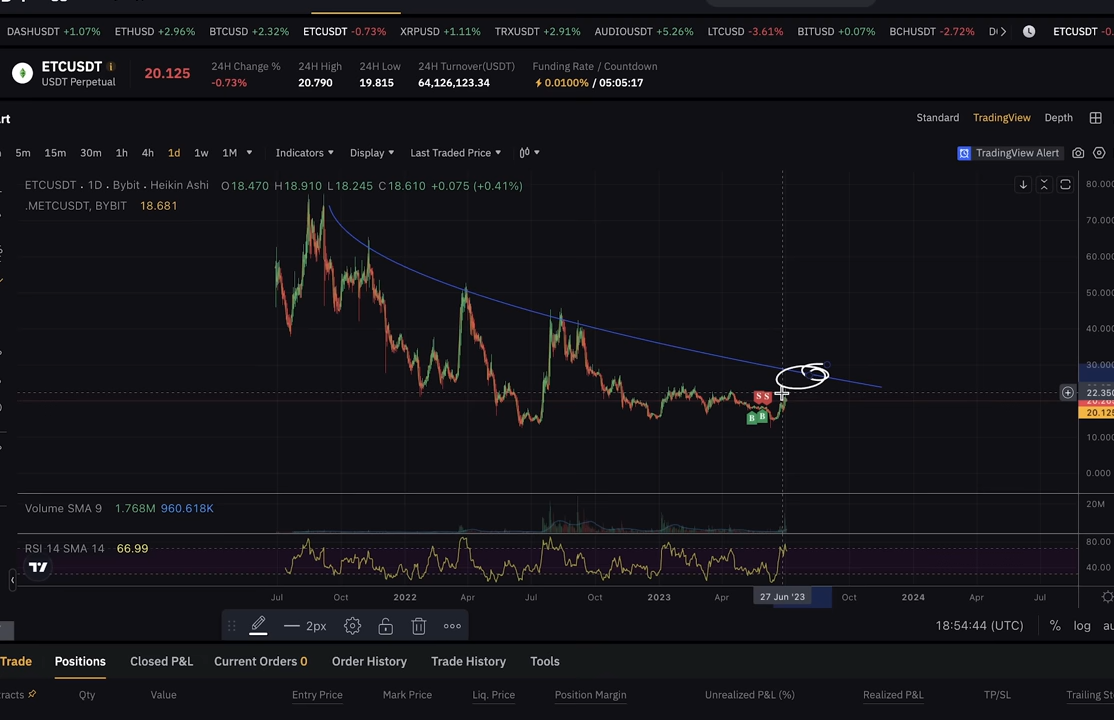 DASHUSDT +1.07% ETHUSD +2.96% BTCUSD +2.32% ETCUSDT -0.73% XRPUSD +1.11% TRXUSDT +2.91% AUDIOUSDT +5.26% LTCUSD -3.61% BITUSD +0.07% BCHUSDT -2.72% ETCUSDT
ETCUSDT
USDT Perpetual
20.125
24H Change %
-0.73%
24H High
20.790
24H Low
19.815
24H Turnover(USDT)
64,126,123.34
Funding Rate / Countdown
0.0100% / 05:05:17
Standard TradingView Depth
5m 15m 30m 1h 4h 1d 1w 1M Indicators Display Last Traded Price TradingView Alert
ETCUSDT . 1D . Bybit . Heikin Ashi O18.470 H18.910 L18.245 C18.610 +0.075 (+0.41%)
.METCUSDT, BYBIT 18.681
80.000
70.000
60.000
50.000
40.000
30.000
22.350
20.125
10.000
0.000
S S
B B
Volume SMA 9 1.768M 960.618K
20M
RSI 14 SMA 14 66.99
80.00
40.00
Jul Oct 2022 Apr Jul Oct 2023 Apr 27 Jun '23 Oct 2024 Apr Jul
2px
18:54:44 (UTC) % log
Trade Positions Closed P&L Current Orders 0 Order History Trade History Tools
Qty Value Entry Price Mark Price Liq. Price Position Margin Unrealized P&L (%) Realized P&L TP/SL Trailing